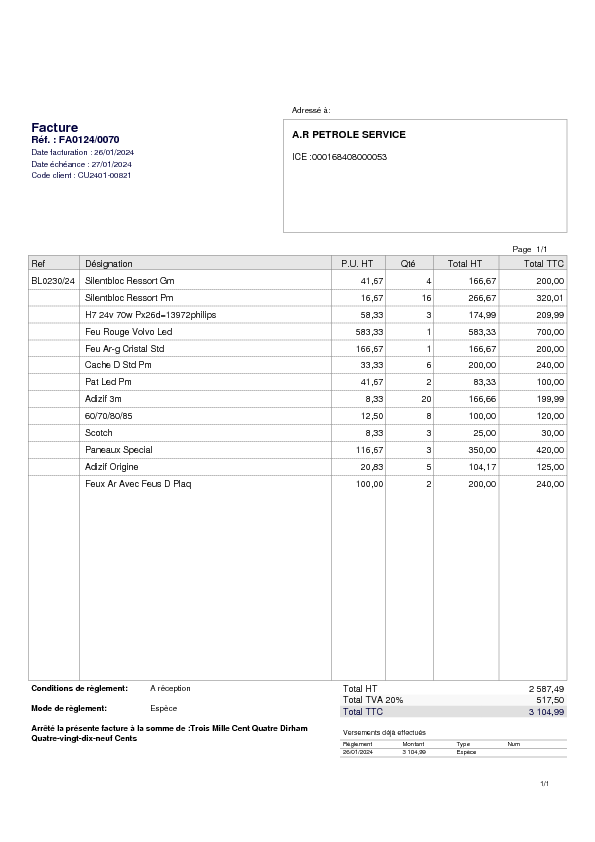 Adressé à:
Facture
Réf. : FA0124/0070
Date facturation : 26/01/2024
Date échéance : 27/01/2024
Code client : CU2401-00821
A.R PETROLE SERVICE
ICE :000168408000053
Page 1/1
Ref Désignation P.U. HT Qté Total HT Total TTC
BL0230/24 Silentbloc Ressort Gm 41,67 4 166,67 200,00
Silentbloc Ressort Pm 16,67 16 266,67 320,01
H7 24v 70w Px26d=13972philips 58,33 3 174,99 209,99
Feu Rouge Volvo Led 583,33 1 583,33 700,00
Feu Ar-g Cristal Std 166,67 1 166,67 200,00
Cache D Std Pm 33,33 6 200,00 240,00
Pat Led Pm 41,67 2 83,33 100,00
Adizif 3m 8,33 20 166,66 199,99
60/70/80/85 12,50 8 100,00 120,00
Scotch 8,33 3 25,00 30,00
Paneaux Special 116,67 3 350,00 420,00
Adizif Origine 20,83 5 104,17 125,00
Feux Ar Avec Feus D Plaq 100,00 2 200,00 240,00
Conditions de règlement: A réception
Mode de règlement: Espèce
Arrêté la présente facture à la somme de :Trois Mille Cent Quatre Dirham
Quatre-vingt-dix-neuf Cents
Total HT 2 587,49
Total TVA 20% 517,50
Total TTC 3 104,99
Versements déjà effectués
Règlement Montant Type Num
26/01/2024 3 104,99 Espèce
1/1